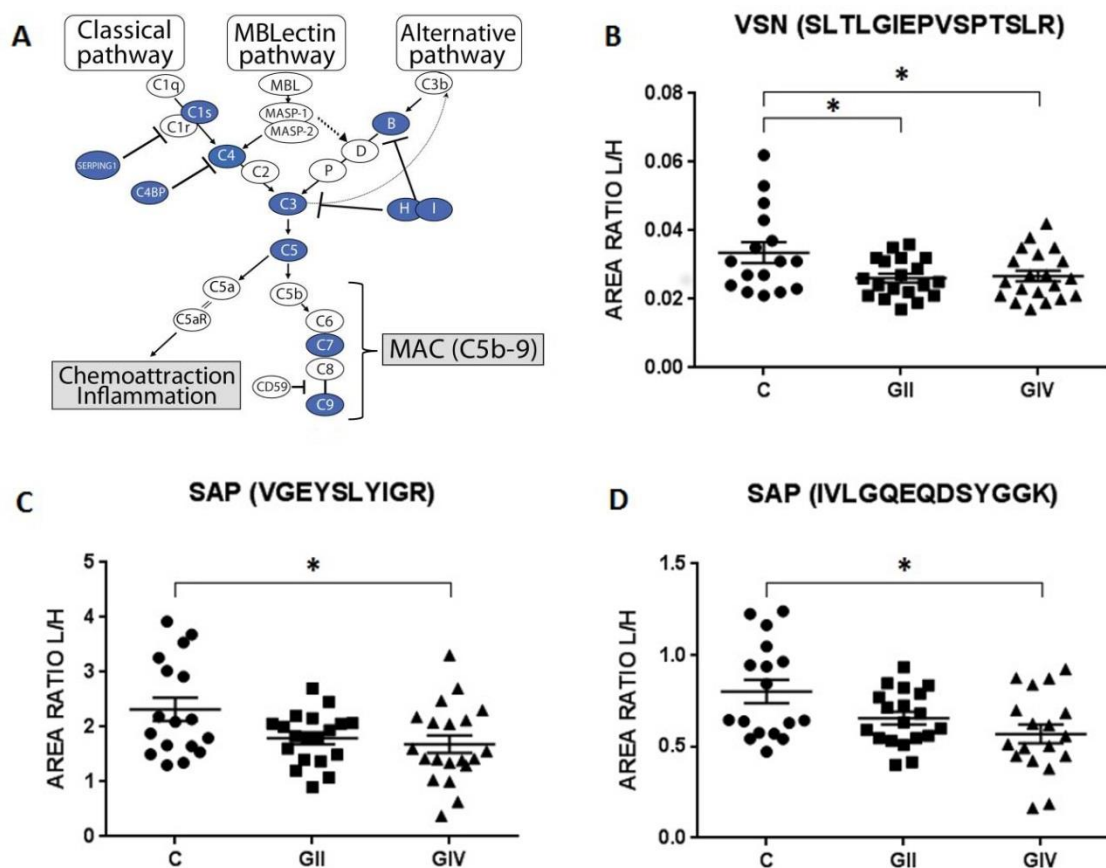 A
Classical
pathway
MBLectin
pathway
Alternative
pathway
C1q
C1s
C1r
MBL
MASP-1
MASP-2
C3b
B
D
P
SERPING1
C4BP
C4
C2
C3
H
I
C5
C5a
C5b
C5aR
C6
C7
C8
C9
CD59
MAC (C5b-9)
Chemoattraction
Inflammation
B
VSN (SLTLGIEPVSPTSLR)
AREA RATIO L/H
0.08
0.06
0.04
0.02
0.00
*
*
C
GII
GIV
C
SAP (VGEYSLYIGR)
AREA RATIO L/H
5
4
3
2
1
0
*
C
GII
GIV
D
SAP (IVLGQEQDSYGGK)
AREA RATIO L/H
1.5
1.0
0.5
0.0
*
C
GII
GIV